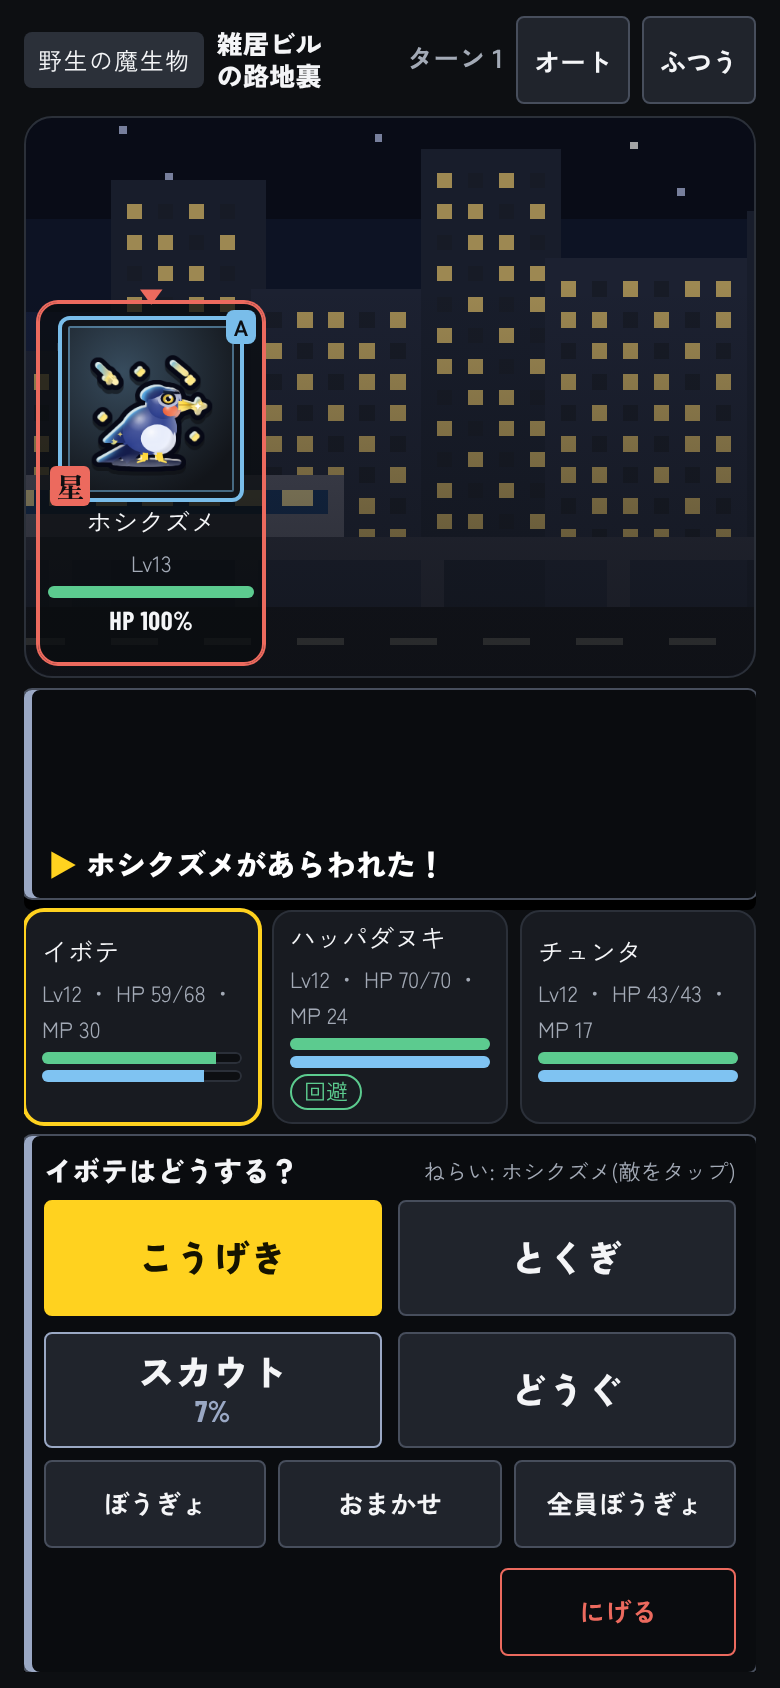 野生の魔生物
雑居ビル
の路地裏
ターン 1
オート
ふつう
A
星
ホシクズメ
Lv13
HP 100%
▶ ホシクズメがあらわれた！
イボテ
Lv12 ・ HP 59/68 ・
MP 30
ハッパダヌキ
Lv12 ・ HP 70/70 ・
MP 24
回避
チュンタ
Lv12 ・ HP 43/43 ・
MP 17
イボテはどうする？
ねらい: ホシクズメ(敵をタップ)
こうげき
とくぎ
スカウト
7%
どうぐ
ぼうぎょ
おまかせ
全員ぼうぎょ
にげる